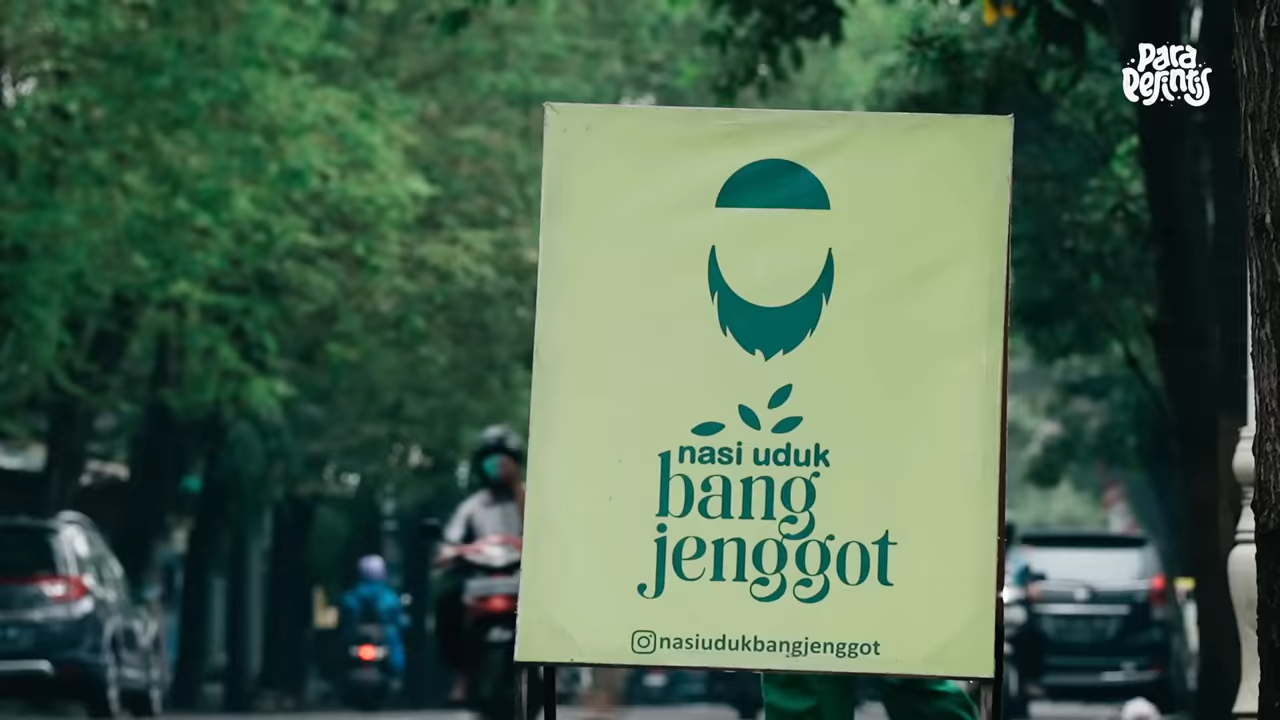 Para
Perintis
nasi uduk
bang
jenggot
nasiudukbangjenggot